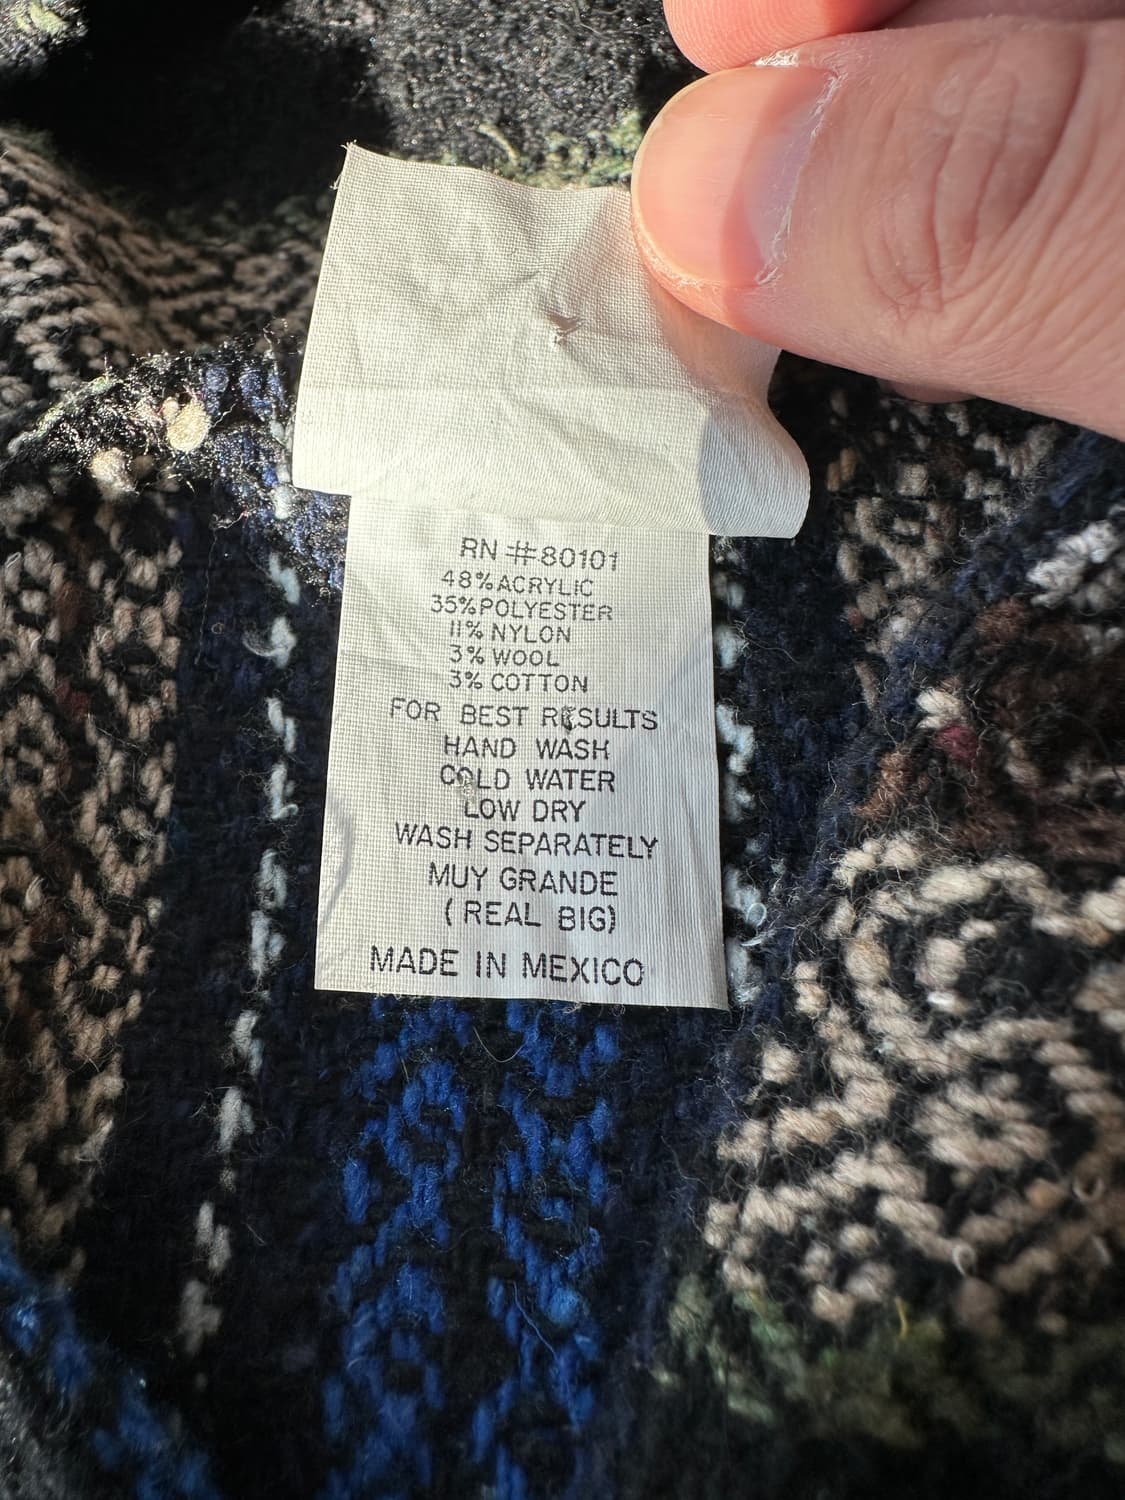 RN #80101
48% ACRYLIC
35% POLYESTER
11% NYLON
3% WOOL
3% COTTON
FOR BEST RESULTS
HAND WASH
COLD WATER
LOW DRY
WASH SEPARATELY
MUY GRANDE
(REAL BIG)
MADE IN MEXICO